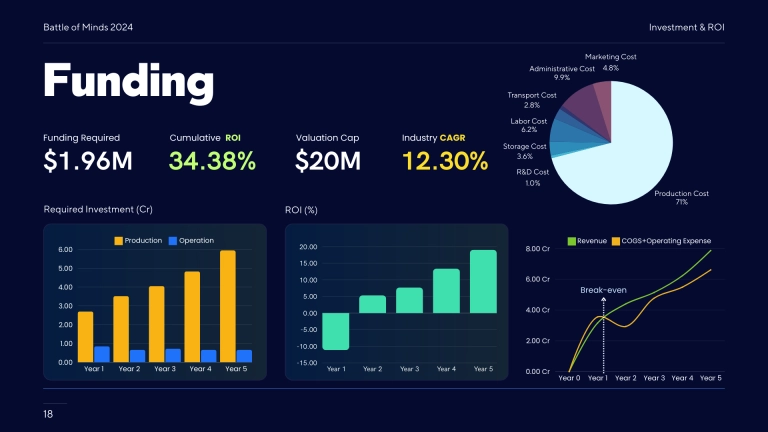 Battle of Minds 2024
Investment & ROI
Funding
Funding Required
$1.96M
Cumulative ROI
34.38%
Valuation Cap
$20M
Industry CAGR
12.30%
Marketing Cost
4.8%
Administrative Cost
9.9%
Transport Cost
2.8%
Labor Cost
6.2%
Storage Cost
3.6%
R&D Cost
1.0%
Production Cost
71%
Required Investment (Cr)
Production Operation
6.00
5.00
4.00
3.00
2.00
1.00
0.00
Year 1 Year 2 Year 3 Year 4 Year 5
ROI (%)
20.00
15.00
10.00
5.00
0.00
-5.00
-10.00
-15.00
Year 1 Year 2 Year 3 Year 4 Year 5
Revenue COGS+Operating Expense
8.00 Cr
6.00 Cr
4.00 Cr
2.00 Cr
0.00 Cr
Break-even
Year 0 Year 1 Year 2 Year 3 Year 4 Year 5
18